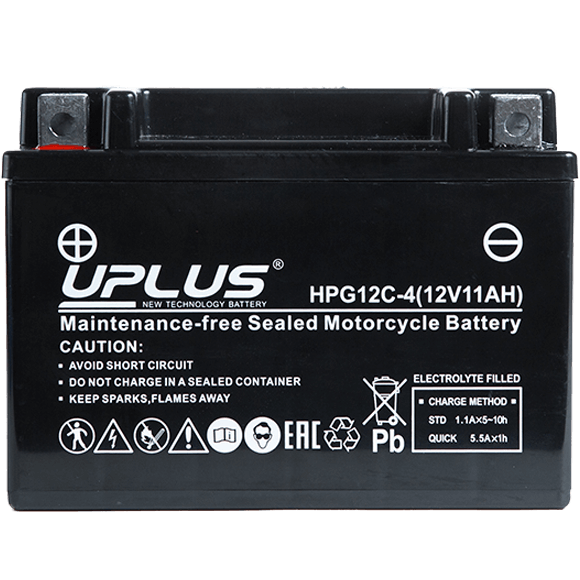 UPLUS®
NEW TECHNOLOGY BATTERY
HPG12C-4(12V11AH)
Maintenance-free Sealed Motorcycle Battery
CAUTION:
• AVOID SHORT CIRCUIT
• DO NOT CHARGE IN A SEALED CONTAINER
• KEEP SPARKS,FLAMES AWAY
ELECTROLYTE FILLED
■ CHARGE METHOD ■
STD 1.1A×5~10h
QUICK 5.5A×1h
EAC
Pb